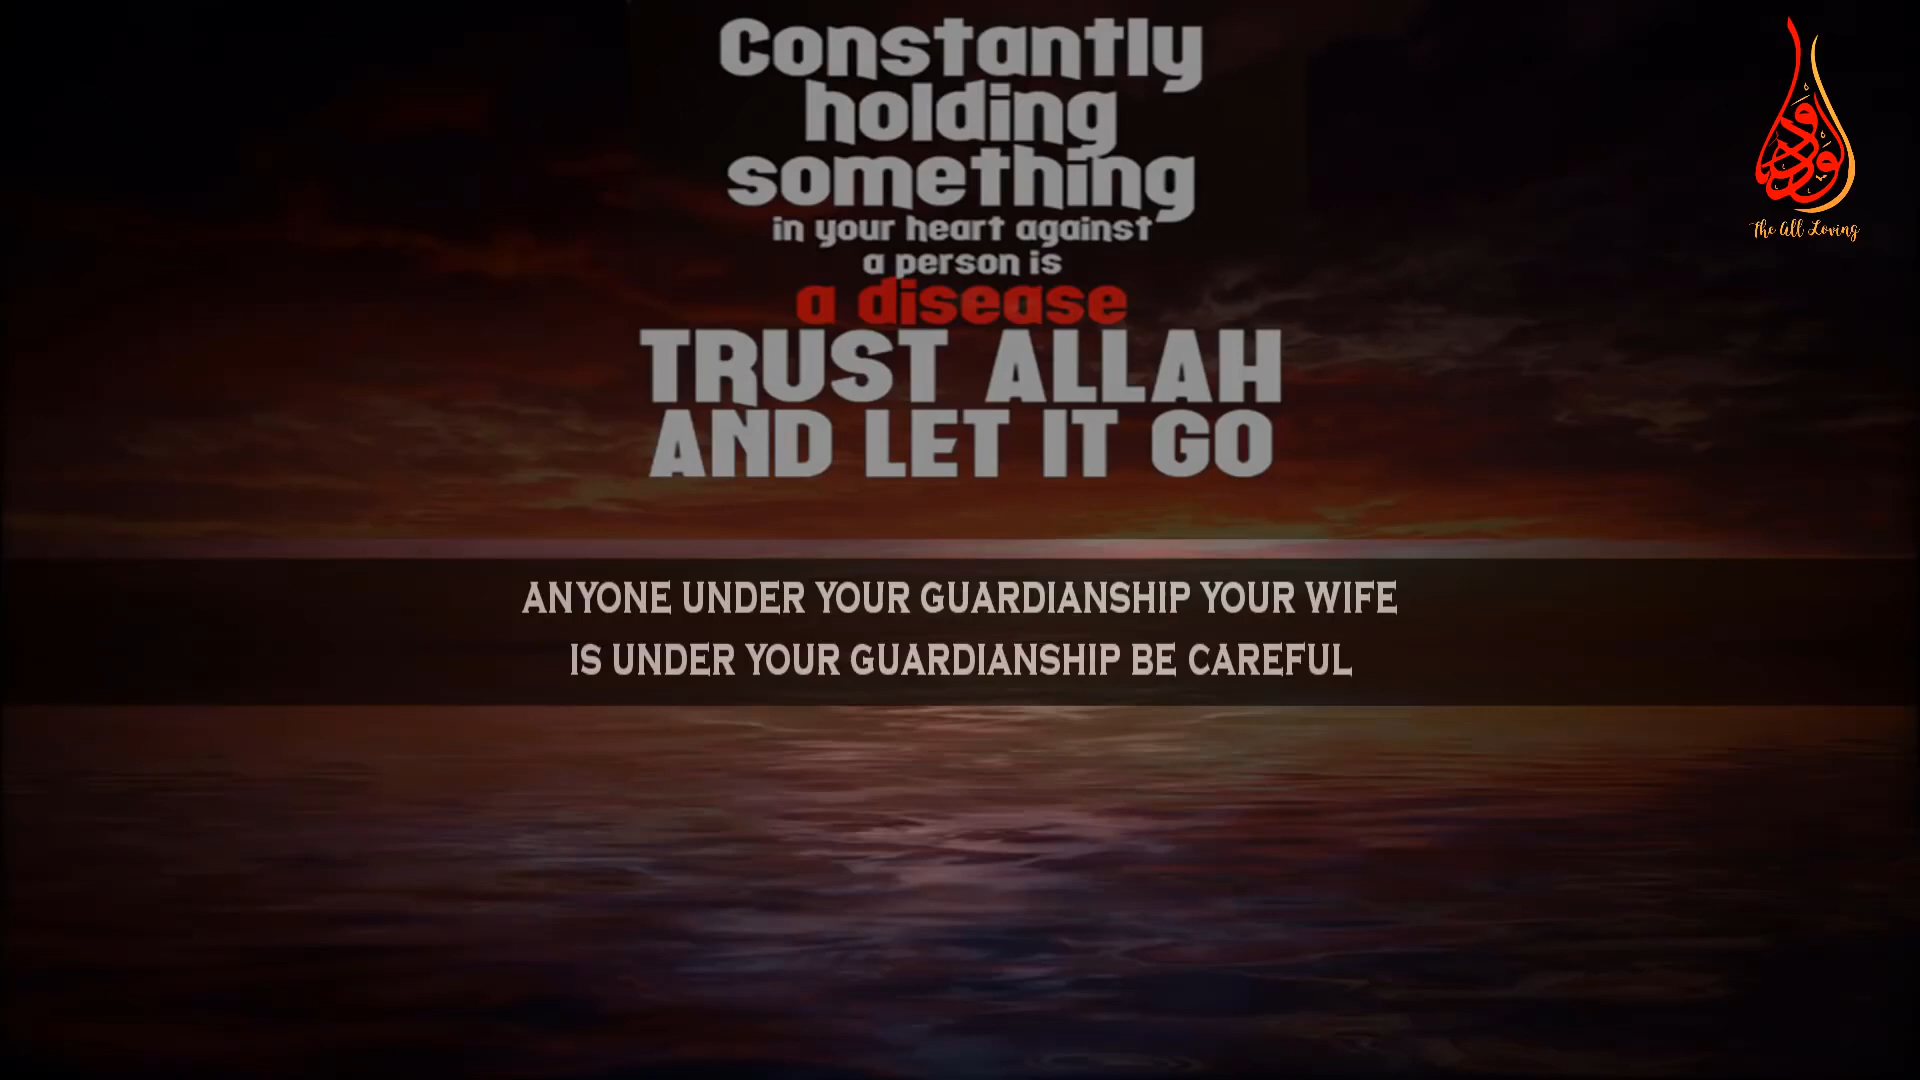 Constantly
holding
something
in your heart against
a person is
a disease
TRUST ALLAH
AND LET IT GO
The All Loving
ANYONE UNDER YOUR GUARDIANSHIP YOUR WIFE
IS UNDER YOUR GUARDIANSHIP BE CAREFUL